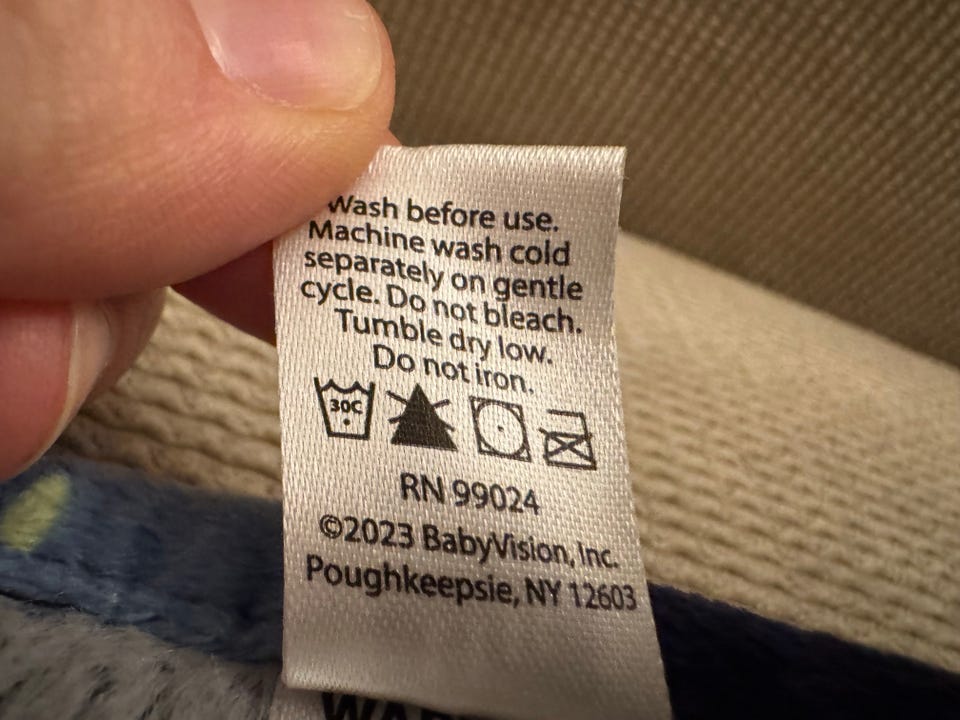 Wash before use.
Machine wash cold
separately on gentle
cycle. Do not bleach.
Tumble dry low.
Do not iron.
30C
RN 99024
©2023 BabyVision, Inc.
Poughkeepsie, NY 12603